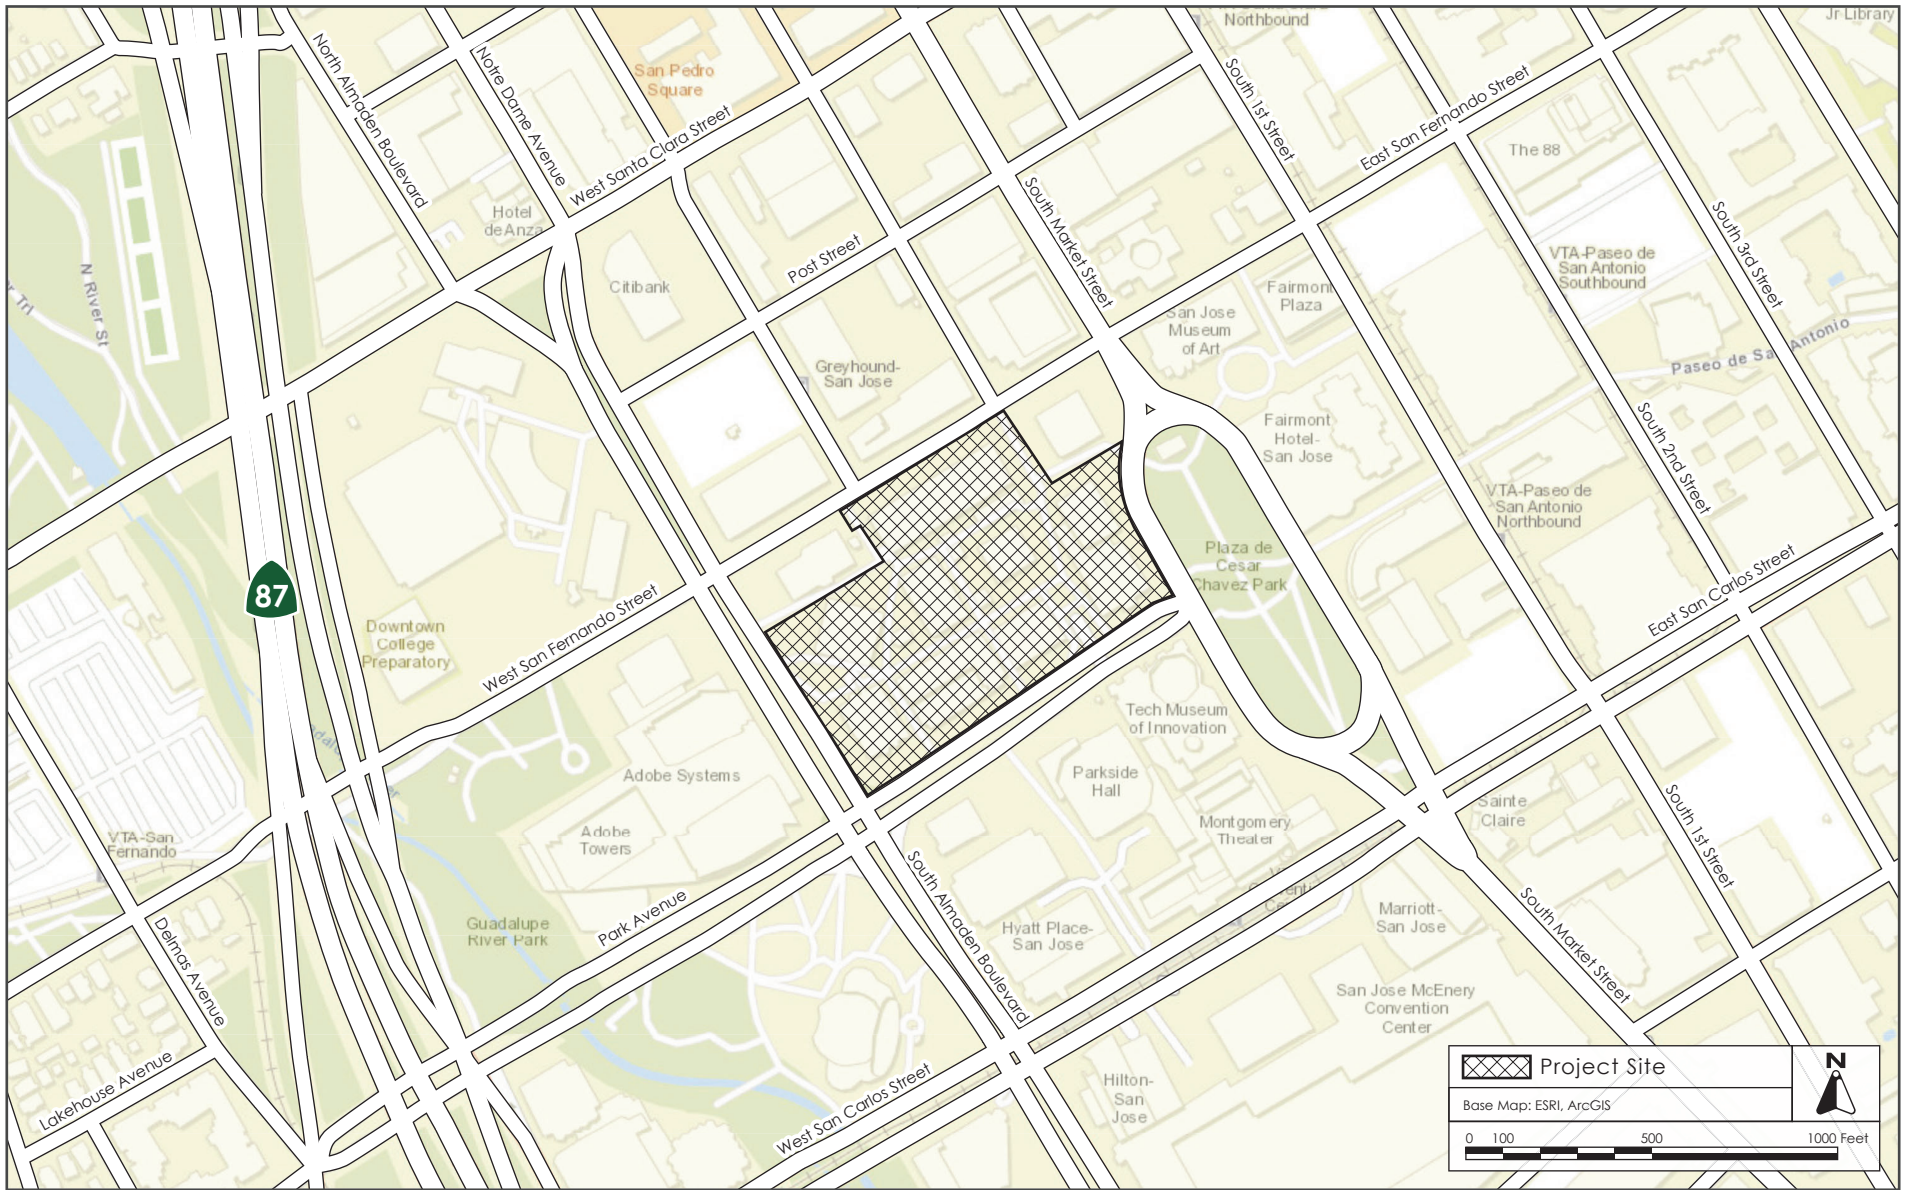 Northbound
Jr Library
North Almaden Boulevard
Notre Dame Avenue
San Pedro
Square
West Santa Clara Street
South 1st Street
East San Fernando Street
The 88
Hotel
de Anza
N River St
r Trl
Citibank
Post Street
South Market Street
South 3rd Street
VTA-Paseo de
San Antonio
Southbound
Fairmont
Plaza
San Jose
Museum
of Art
Greyhound-
San Jose
Paseo de San Antonio
Fairmont
Hotel-
San Jose
South 2nd Street
VTA-Paseo de
San Antonio
Northbound
Plaza de
Cesar
Chavez Park
87
East San Carlos Street
Downtown
College
Preparatory
West San Fernando Street
Tech Museum
of Innovation
Adobe Systems
Parkside
Hall
Adobe
Towers
Montgomery
Theater
Sainte
Claire
South 1st Street
VTA-San
Fernando
South Almaden Boulevard
Park Avenue
Guadalupe
River Park
Hyatt Place-
San Jose
Marriott-
San Jose
South Market Street
Delmas Avenue
San Jose McEnery
Convention
Center
Lakehouse Avenue
West San Carlos Street
Hilton-
San
Jose
Project Site
N
Base Map: ESRI, ArcGIS
0 100 500 1000 Feet